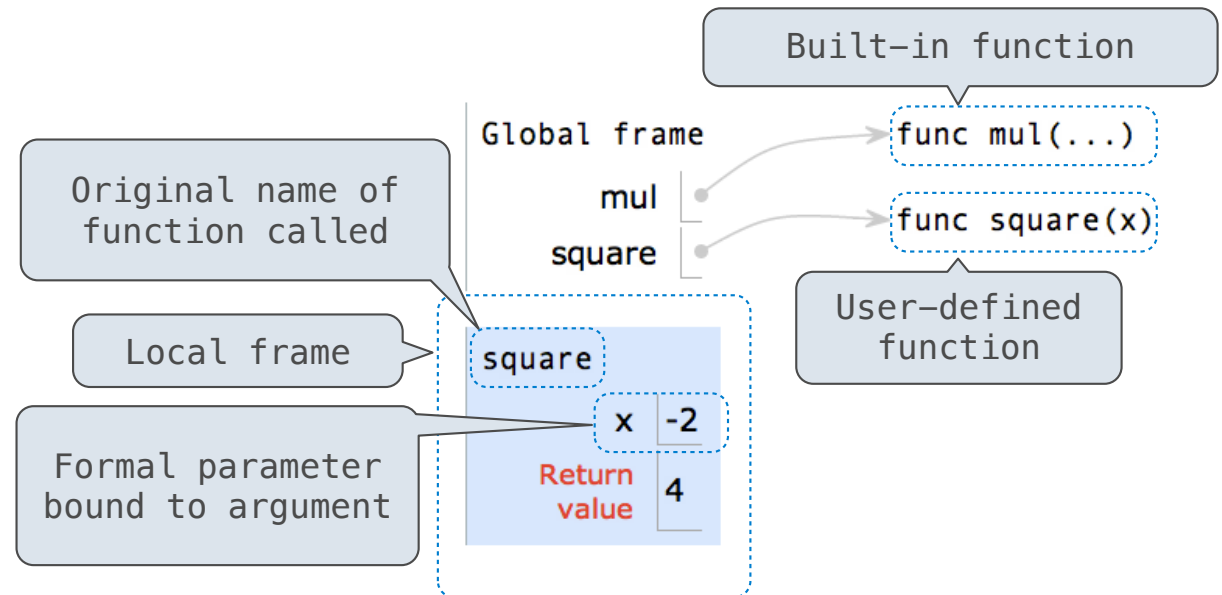 Built-in function
Global frame
func mul(...)
Original name of
function called
mul
square
func square(x)
User-defined
function
Local frame
square
x -2
Formal parameter
bound to argument
Return
value
4